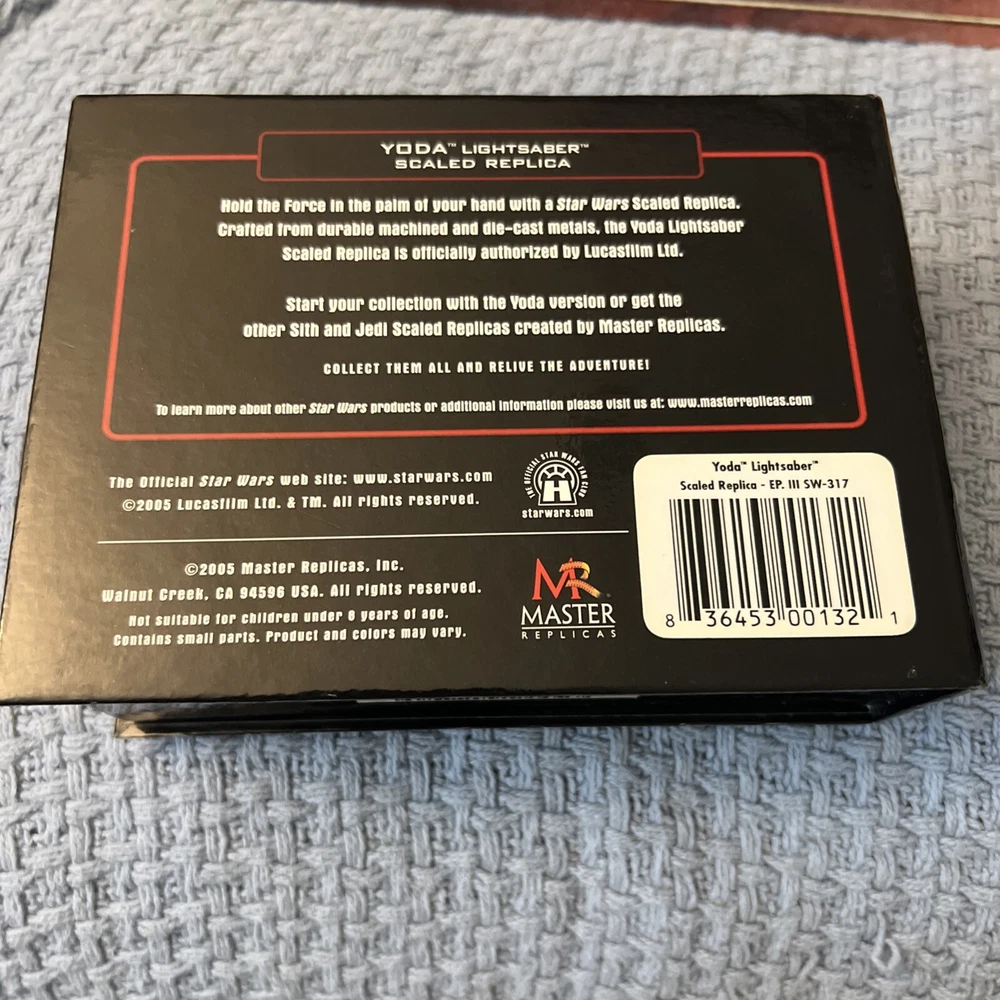 YODA™ LIGHTSABER™
SCALED REPLICA
Hold the Force in the palm of your hand with a Star Wars Scaled Replica.
Crafted from durable machined and die-cast metals, the Yoda Lightsaber
Scaled Replica is officially authorized by Lucasfilm Ltd.
Start your collection with the Yoda version or get the
other Sith and Jedi Scaled Replicas created by Master Replicas.
COLLECT THEM ALL AND RELIVE THE ADVENTURE!
To learn more about other Star Wars products or additional information please visit us at: www.masterreplicas.com
The Official Star Wars web site: www.starwars.com
©2005 Lucasfilm Ltd. & TM. All rights reserved.
THE OFFICIAL STAR WARS FAN CLUB
starwars.com
©2005 Master Replicas, Inc.
Walnut Creek, CA 94596 USA. All rights reserved.
Not suitable for children under 8 years of age.
Contains small parts. Product and colors may vary.
MR
MASTER
REPLICAS
Yoda™ Lightsaber™
Scaled Replica - EP. III SW-317
8 36453 00132 1